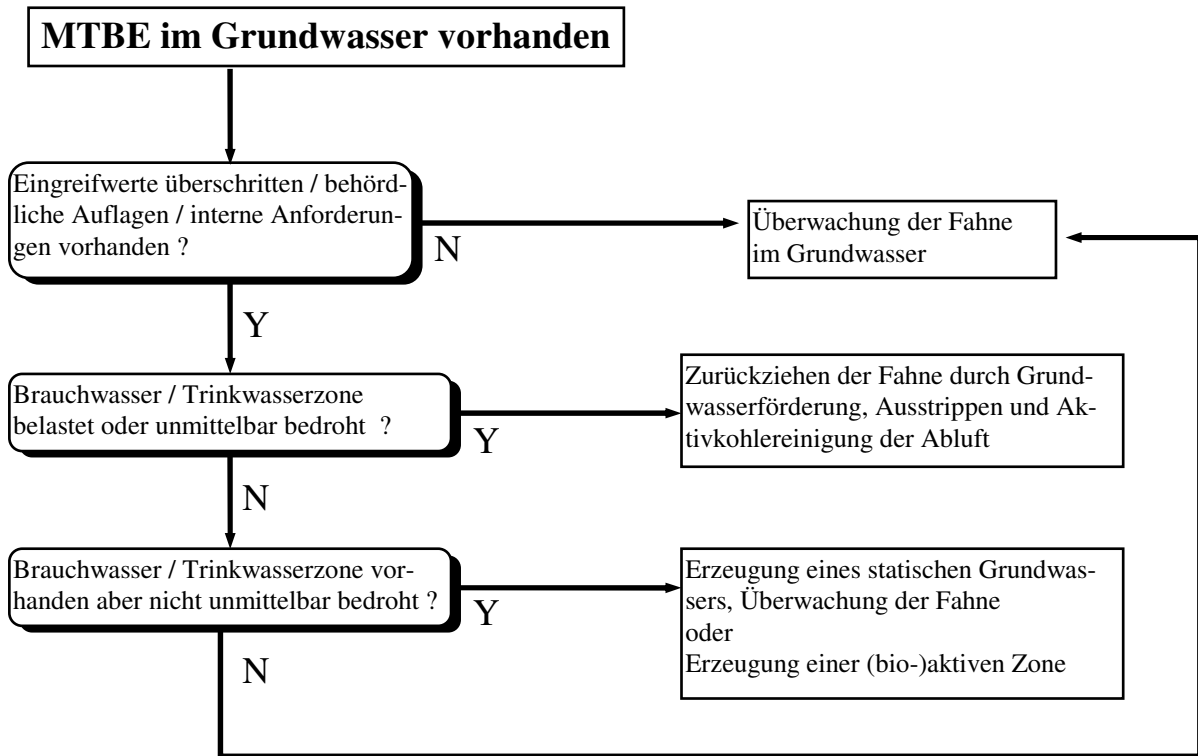 MTBE im Grundwasser vorhanden
Eingreifwerte überschritten / behörd-
liche Auflagen / interne Anforderun-
gen vorhanden ?
N
Überwachung der Fahne
im Grundwasser
Y
Brauchwasser / Trinkwasserzone
belastet oder unmittelbar bedroht ?
Y
Zurückziehen der Fahne durch Grund-
wasserförderung, Ausstrippen und Ak-
tivkohlereinigung der Abluft
N
Brauchwasser / Trinkwasserzone vor-
handen aber nicht unmittelbar bedroht ?
Y
Erzeugung eines statischen Grundwas-
sers, Überwachung der Fahne
oder
Erzeugung einer (bio-)aktiven Zone
N